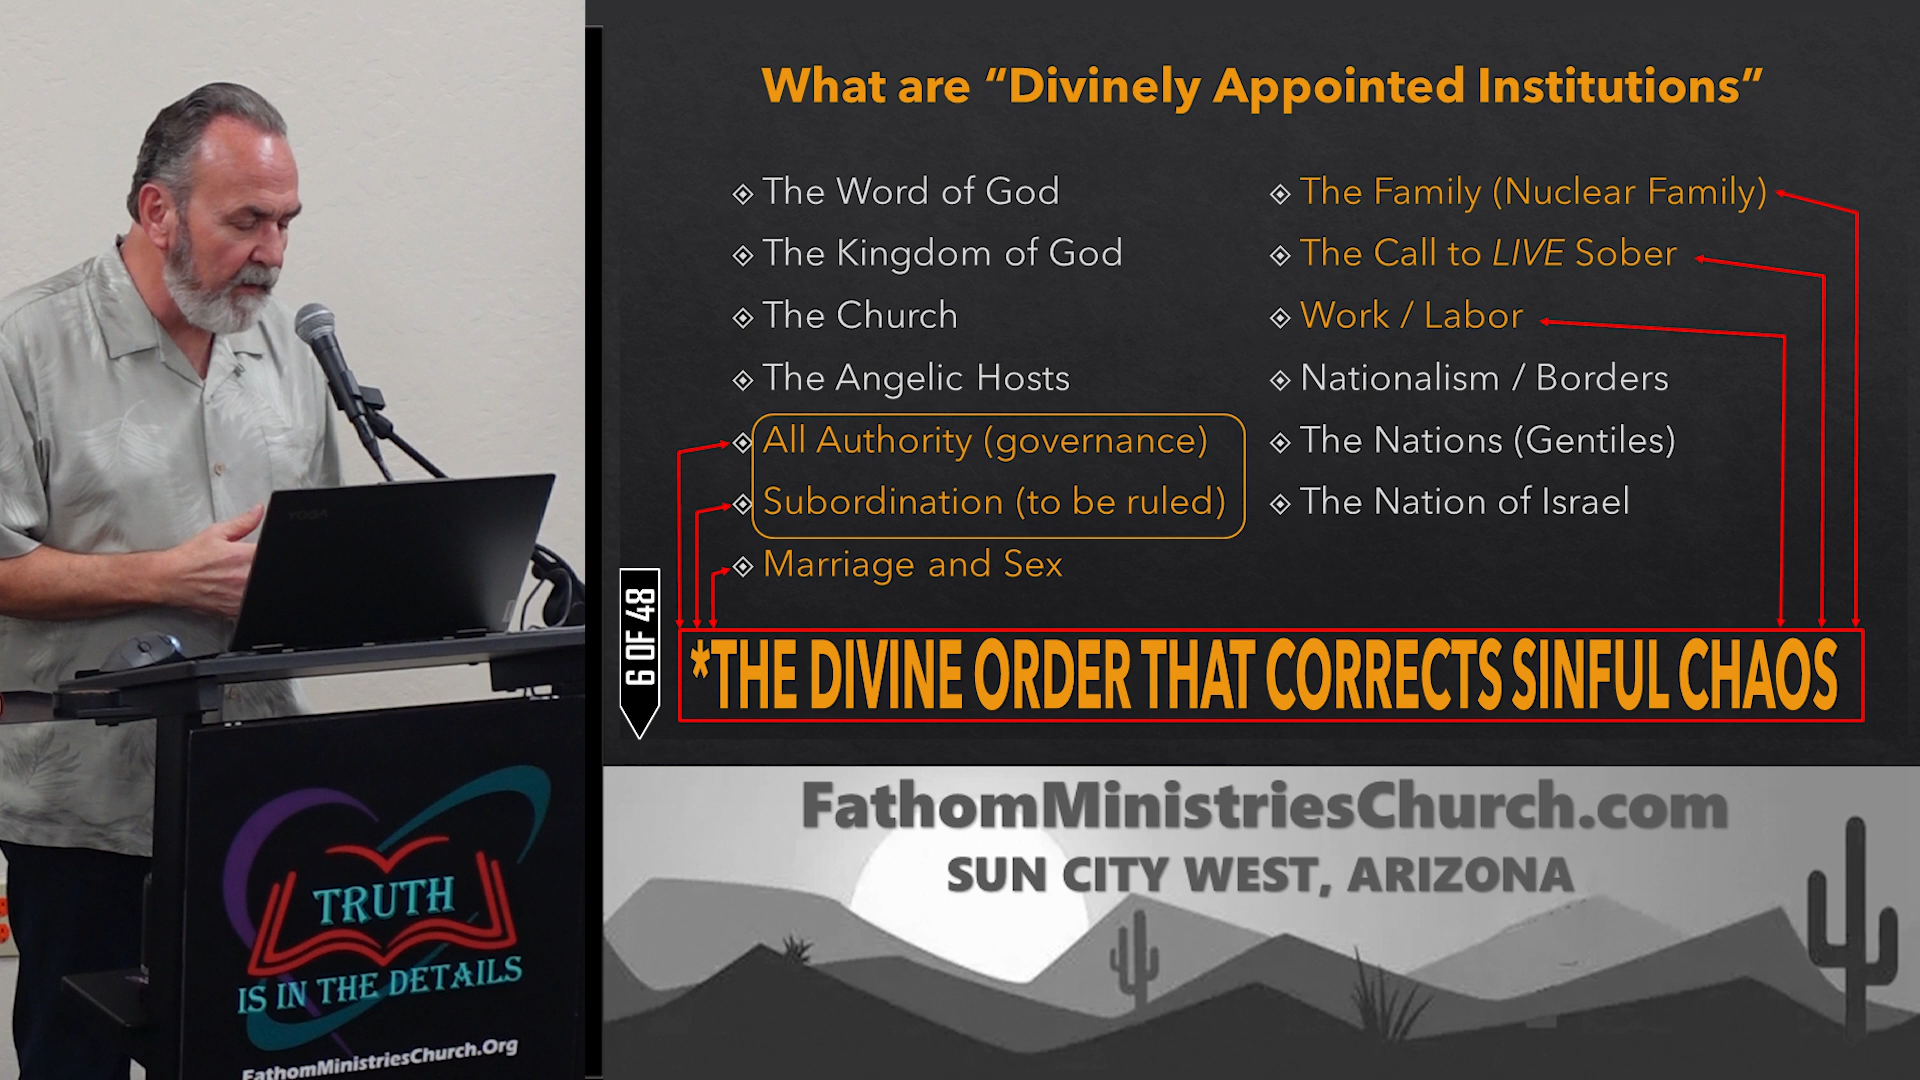 What are “Divinely Appointed Institutions”
The Word of God
The Kingdom of God
The Church
The Angelic Hosts
All Authority (governance)
Subordination (to be ruled)
Marriage and Sex
The Family (Nuclear Family)
The Call to LIVE Sober
Work / Labor
Nationalism / Borders
The Nations (Gentiles)
The Nation of Israel
6 OF 48
*THE DIVINE ORDER THAT CORRECTS SINFUL CHAOS
FathomMinistriesChurch.com
SUN CITY WEST, ARIZONA
YOGA
TRUTH
IS IN THE DETAILS
FathomMinistriesChurch.Org